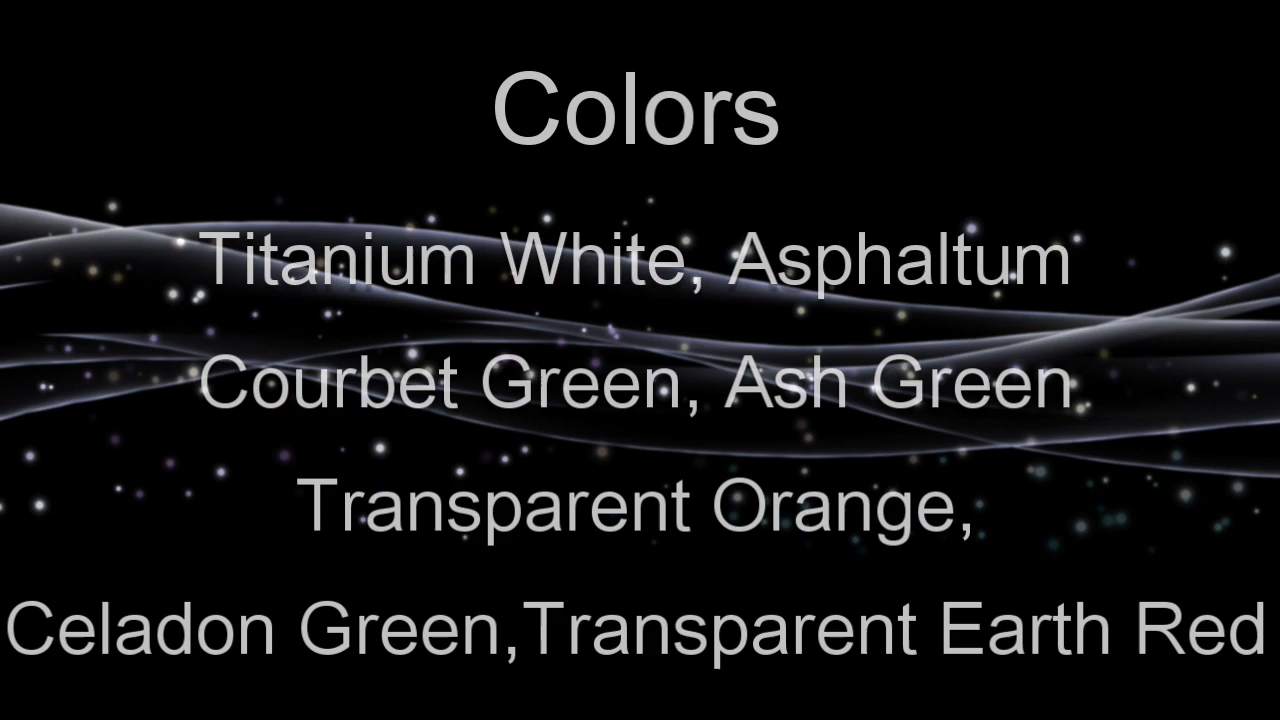 Colors
Titanium White, Asphaltum
Courbet Green, Ash Green
Transparent Orange,
Celadon Green,Transparent Earth Red